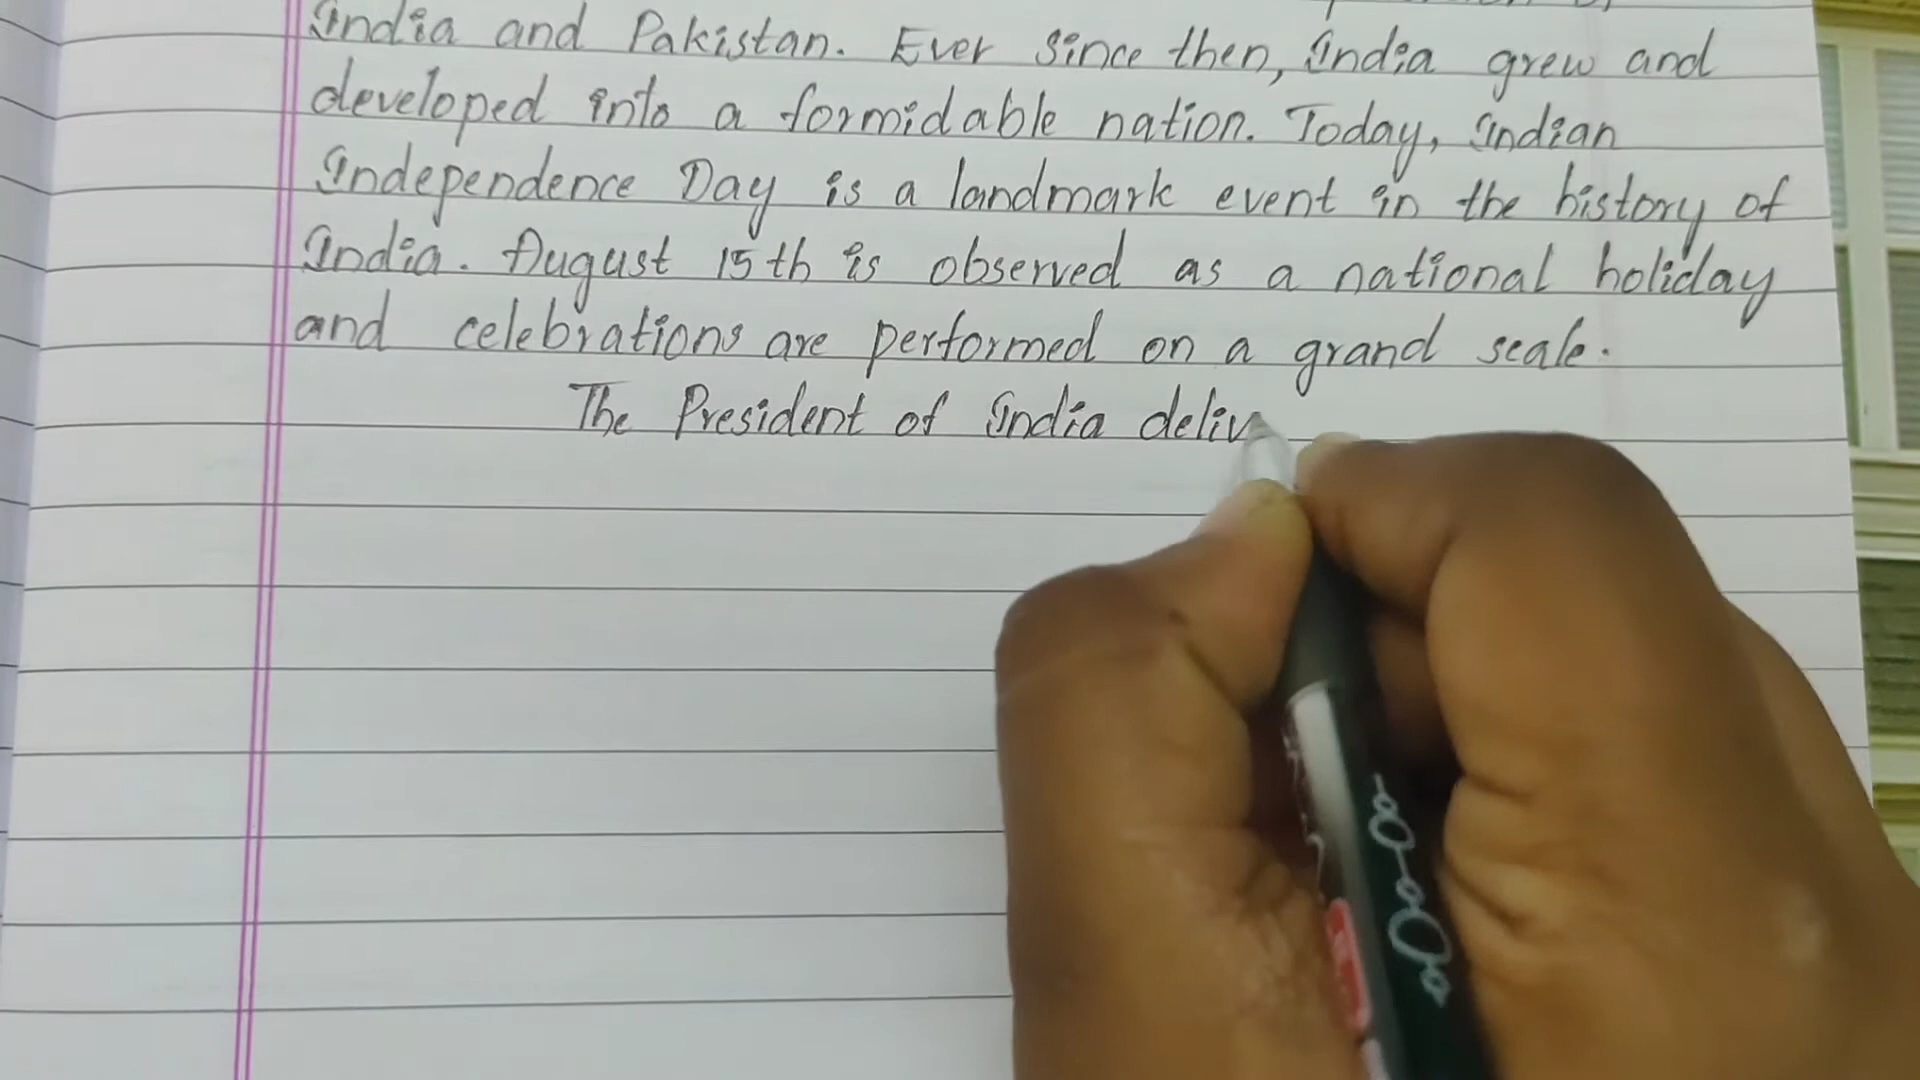 India and Pakistan. Ever since then, India grew and
developed into a formidable nation. Today, Indian
Independence Day is a landmark event in the history of
India. August 15th is observed as a national holiday
and celebrations are performed on a grand scale.
The President of India deliv